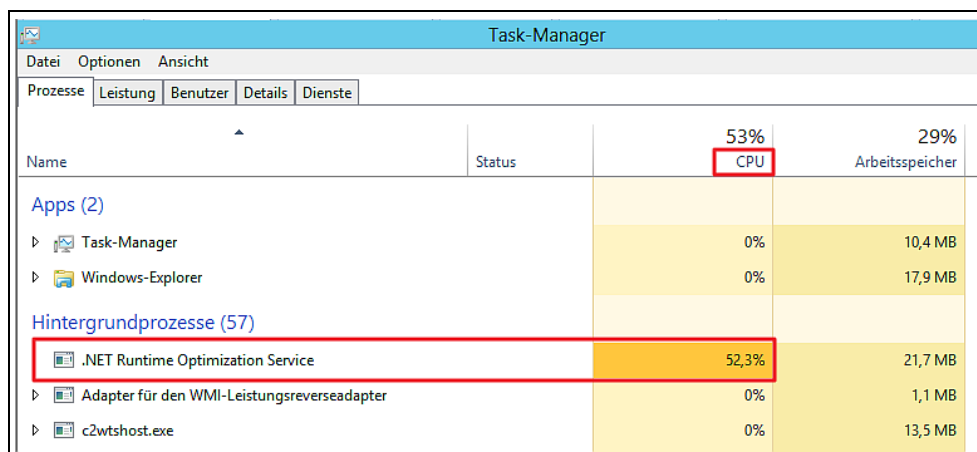 Task-Manager
Datei Optionen Ansicht
Prozesse Leistung Benutzer Details Dienste
53% 29%
Name Status CPU Arbeitsspeicher
Apps (2)
Task-Manager 0% 10,4 MB
Windows-Explorer 0% 17,9 MB
Hintergrundprozesse (57)
.NET Runtime Optimization Service 52,3% 21,7 MB
Adapter für den WMI-Leistungsreverseadapter 0% 1,1 MB
c2wtshost.exe 0% 13,5 MB